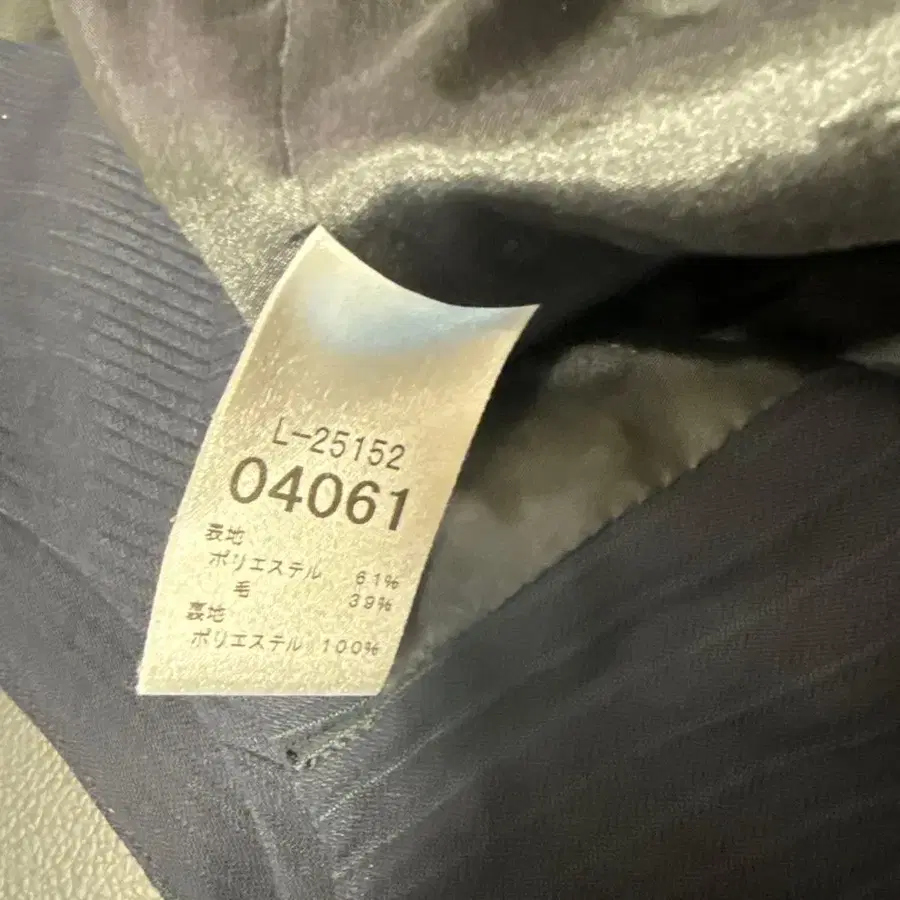 L-25152
04061
表地
ポリエステル 61%
毛 39%
裏地
ポリエステル 100%